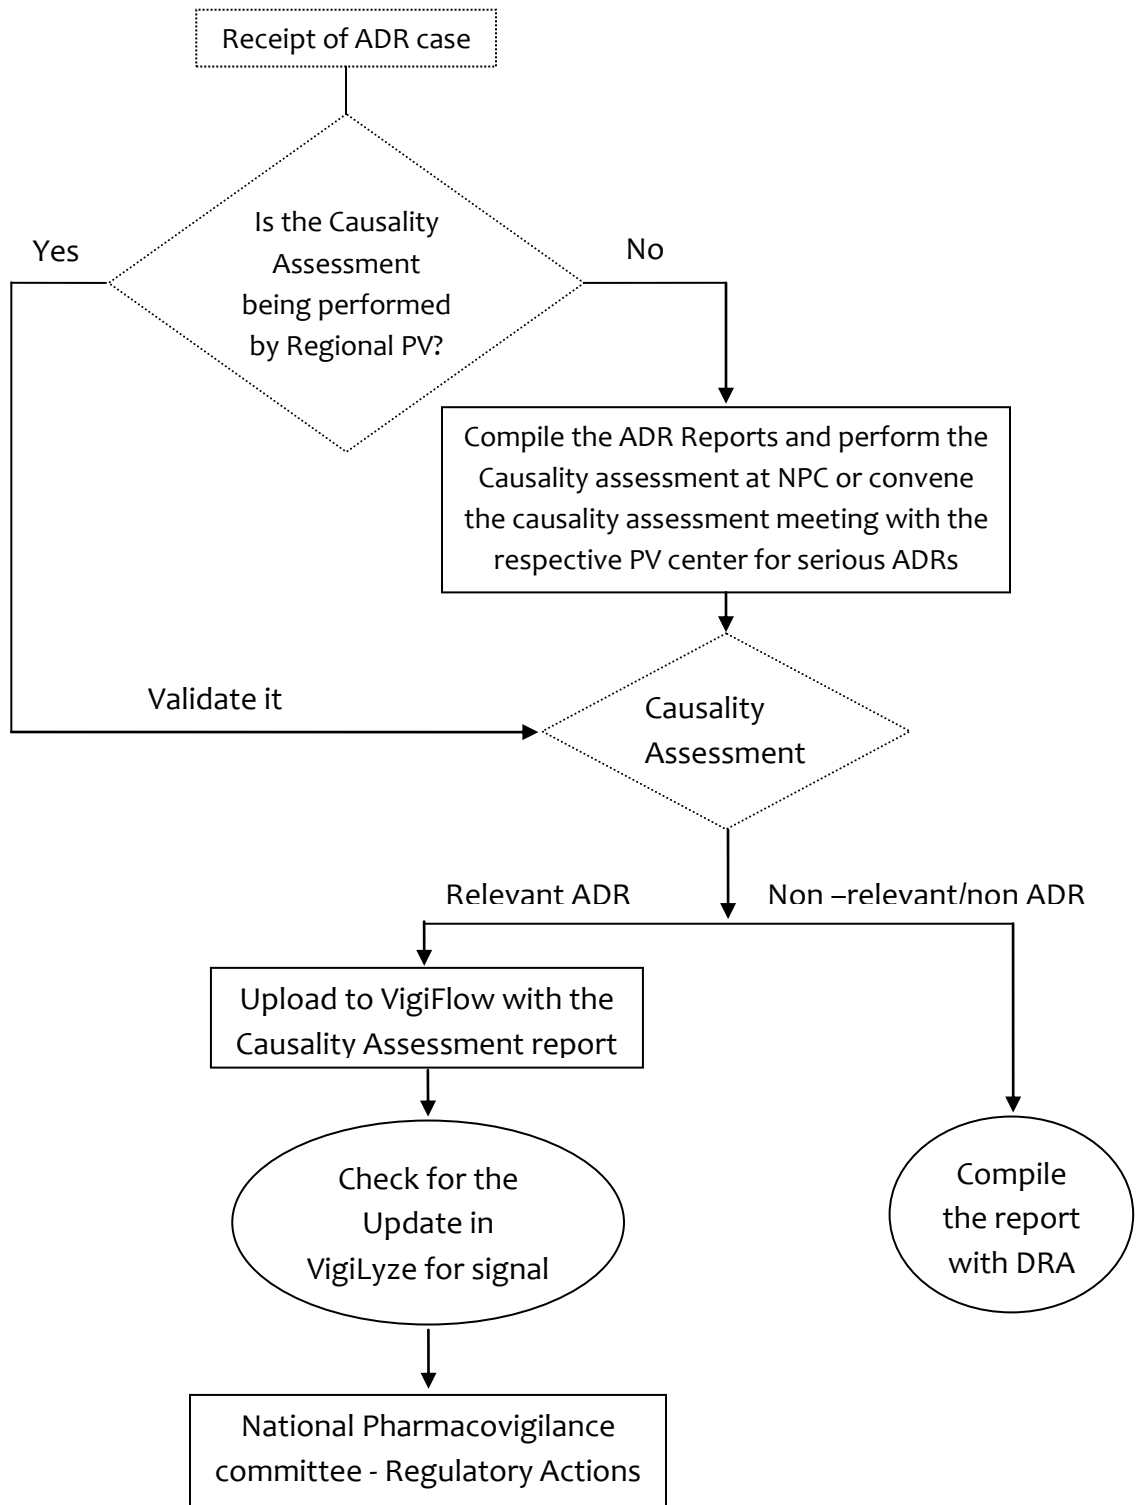 Receipt of ADR case
Is the Causality
Assessment
being performed
by Regional PV?
Yes
No
Compile the ADR Reports and perform the
Causality assessment at NPC or convene
the causality assessment meeting with the
respective PV center for serious ADRs
Validate it
Causality
Assessment
Relevant ADR
Non –relevant/non ADR
Upload to VigiFlow with the
Causality Assessment report
Check for the
Update in
VigiLyze for signal
Compile
the report
with DRA
National Pharmacovigilance
committee - Regulatory Actions